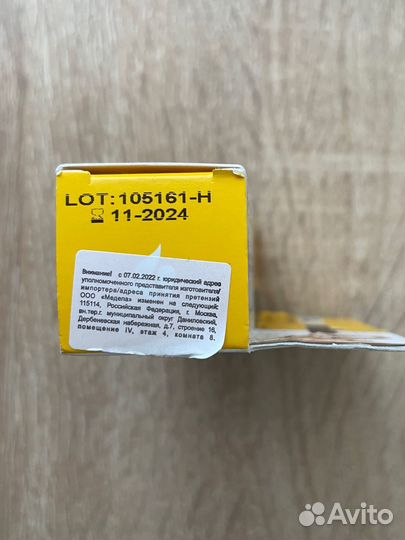 LOT:105161-H
11-2024
Внимание! с 07.02.2022 г. юридический адрес
уполномоченного представителя изготовителя/
импортера/адреса принятия претензий
ООО «Медела» изменен на следующий:
115114, Российская Федерация, г. Москва,
вн.тер.г. муниципальный округ Даниловский,
Дербеневская набережная, д.7, строение 16,
помещение IV, этаж 4, комната 8.
Avito